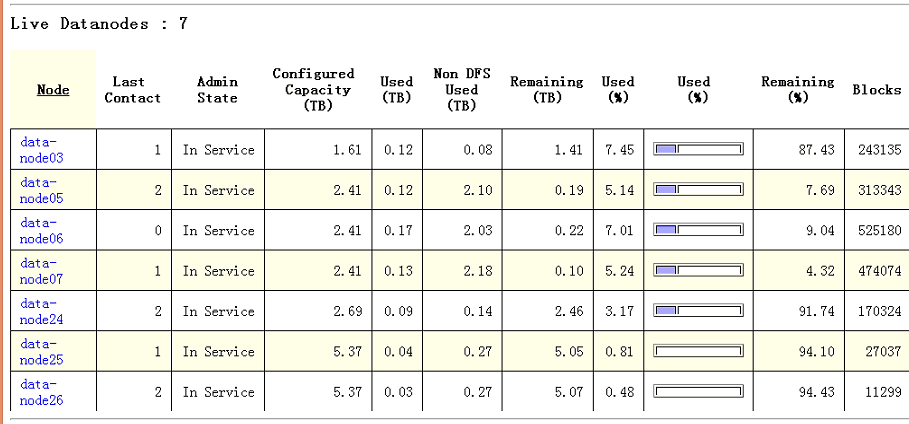 Live Datanodes : 7
Node Last Contact Admin State Configured Capacity (TB) Used (TB) Non DFS Used (TB) Remaining (TB) Used (%) Used (%) Remaining (%) Blocks
data-node03 1 In Service 1.61 0.12 0.08 1.41 7.45 87.43 243135
data-node05 2 In Service 2.41 0.12 2.10 0.19 5.14 7.69 313343
data-node06 0 In Service 2.41 0.17 2.03 0.22 7.01 9.04 525180
data-node07 1 In Service 2.41 0.13 2.18 0.10 5.24 4.32 474074
data-node24 2 In Service 2.69 0.09 0.14 2.46 3.17 91.74 170324
data-node25 1 In Service 5.37 0.04 0.27 5.05 0.81 94.10 27037
data-node26 2 In Service 5.37 0.03 0.27 5.07 0.48 94.43 11299